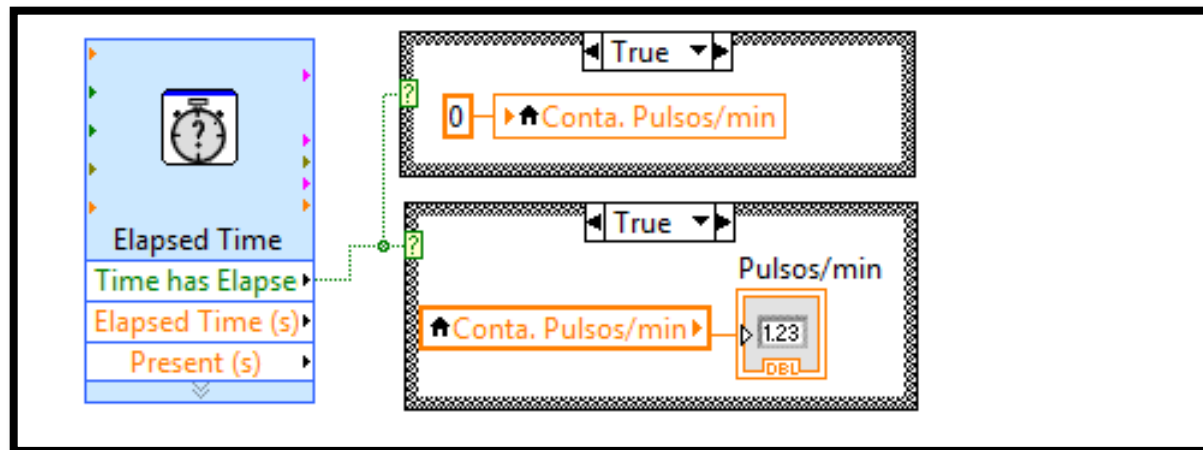 True
?
0
Conta. Pulsos/min
?
Elapsed Time
Time has Elapse
Elapsed Time (s)
Present (s)
?
True
Pulsos/min
Conta. Pulsos/min
1.23
DBL